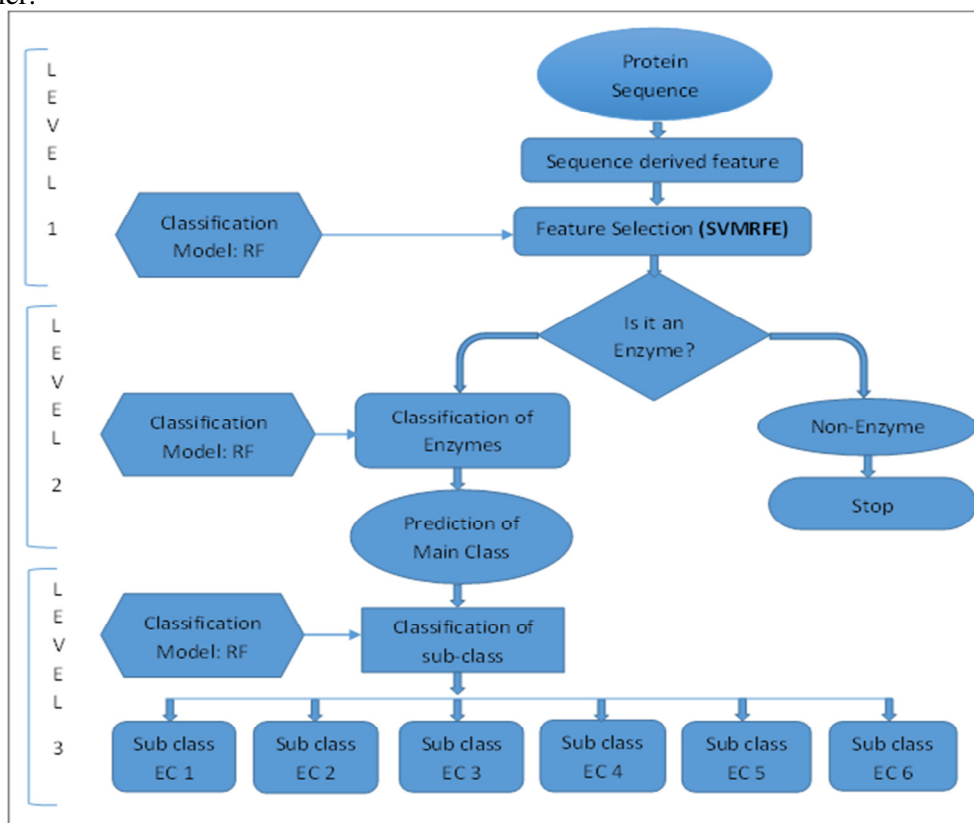 Protein
Sequence
Sequence derived feature
Feature Selection (SVMRFE)
LEVEL 1
Classification
Model: RF
Is it an
Enzyme?
LEVEL 2
Classification
Model: RF
Classification of
Enzymes
Non-Enzyme
Stop
Prediction of
Main Class
LEVEL 3
Classification
Model: RF
Classification of
sub-class
Sub class
EC 1
Sub class
EC 2
Sub class
EC 3
Sub class
EC 4
Sub class
EC 5
Sub class
EC 6